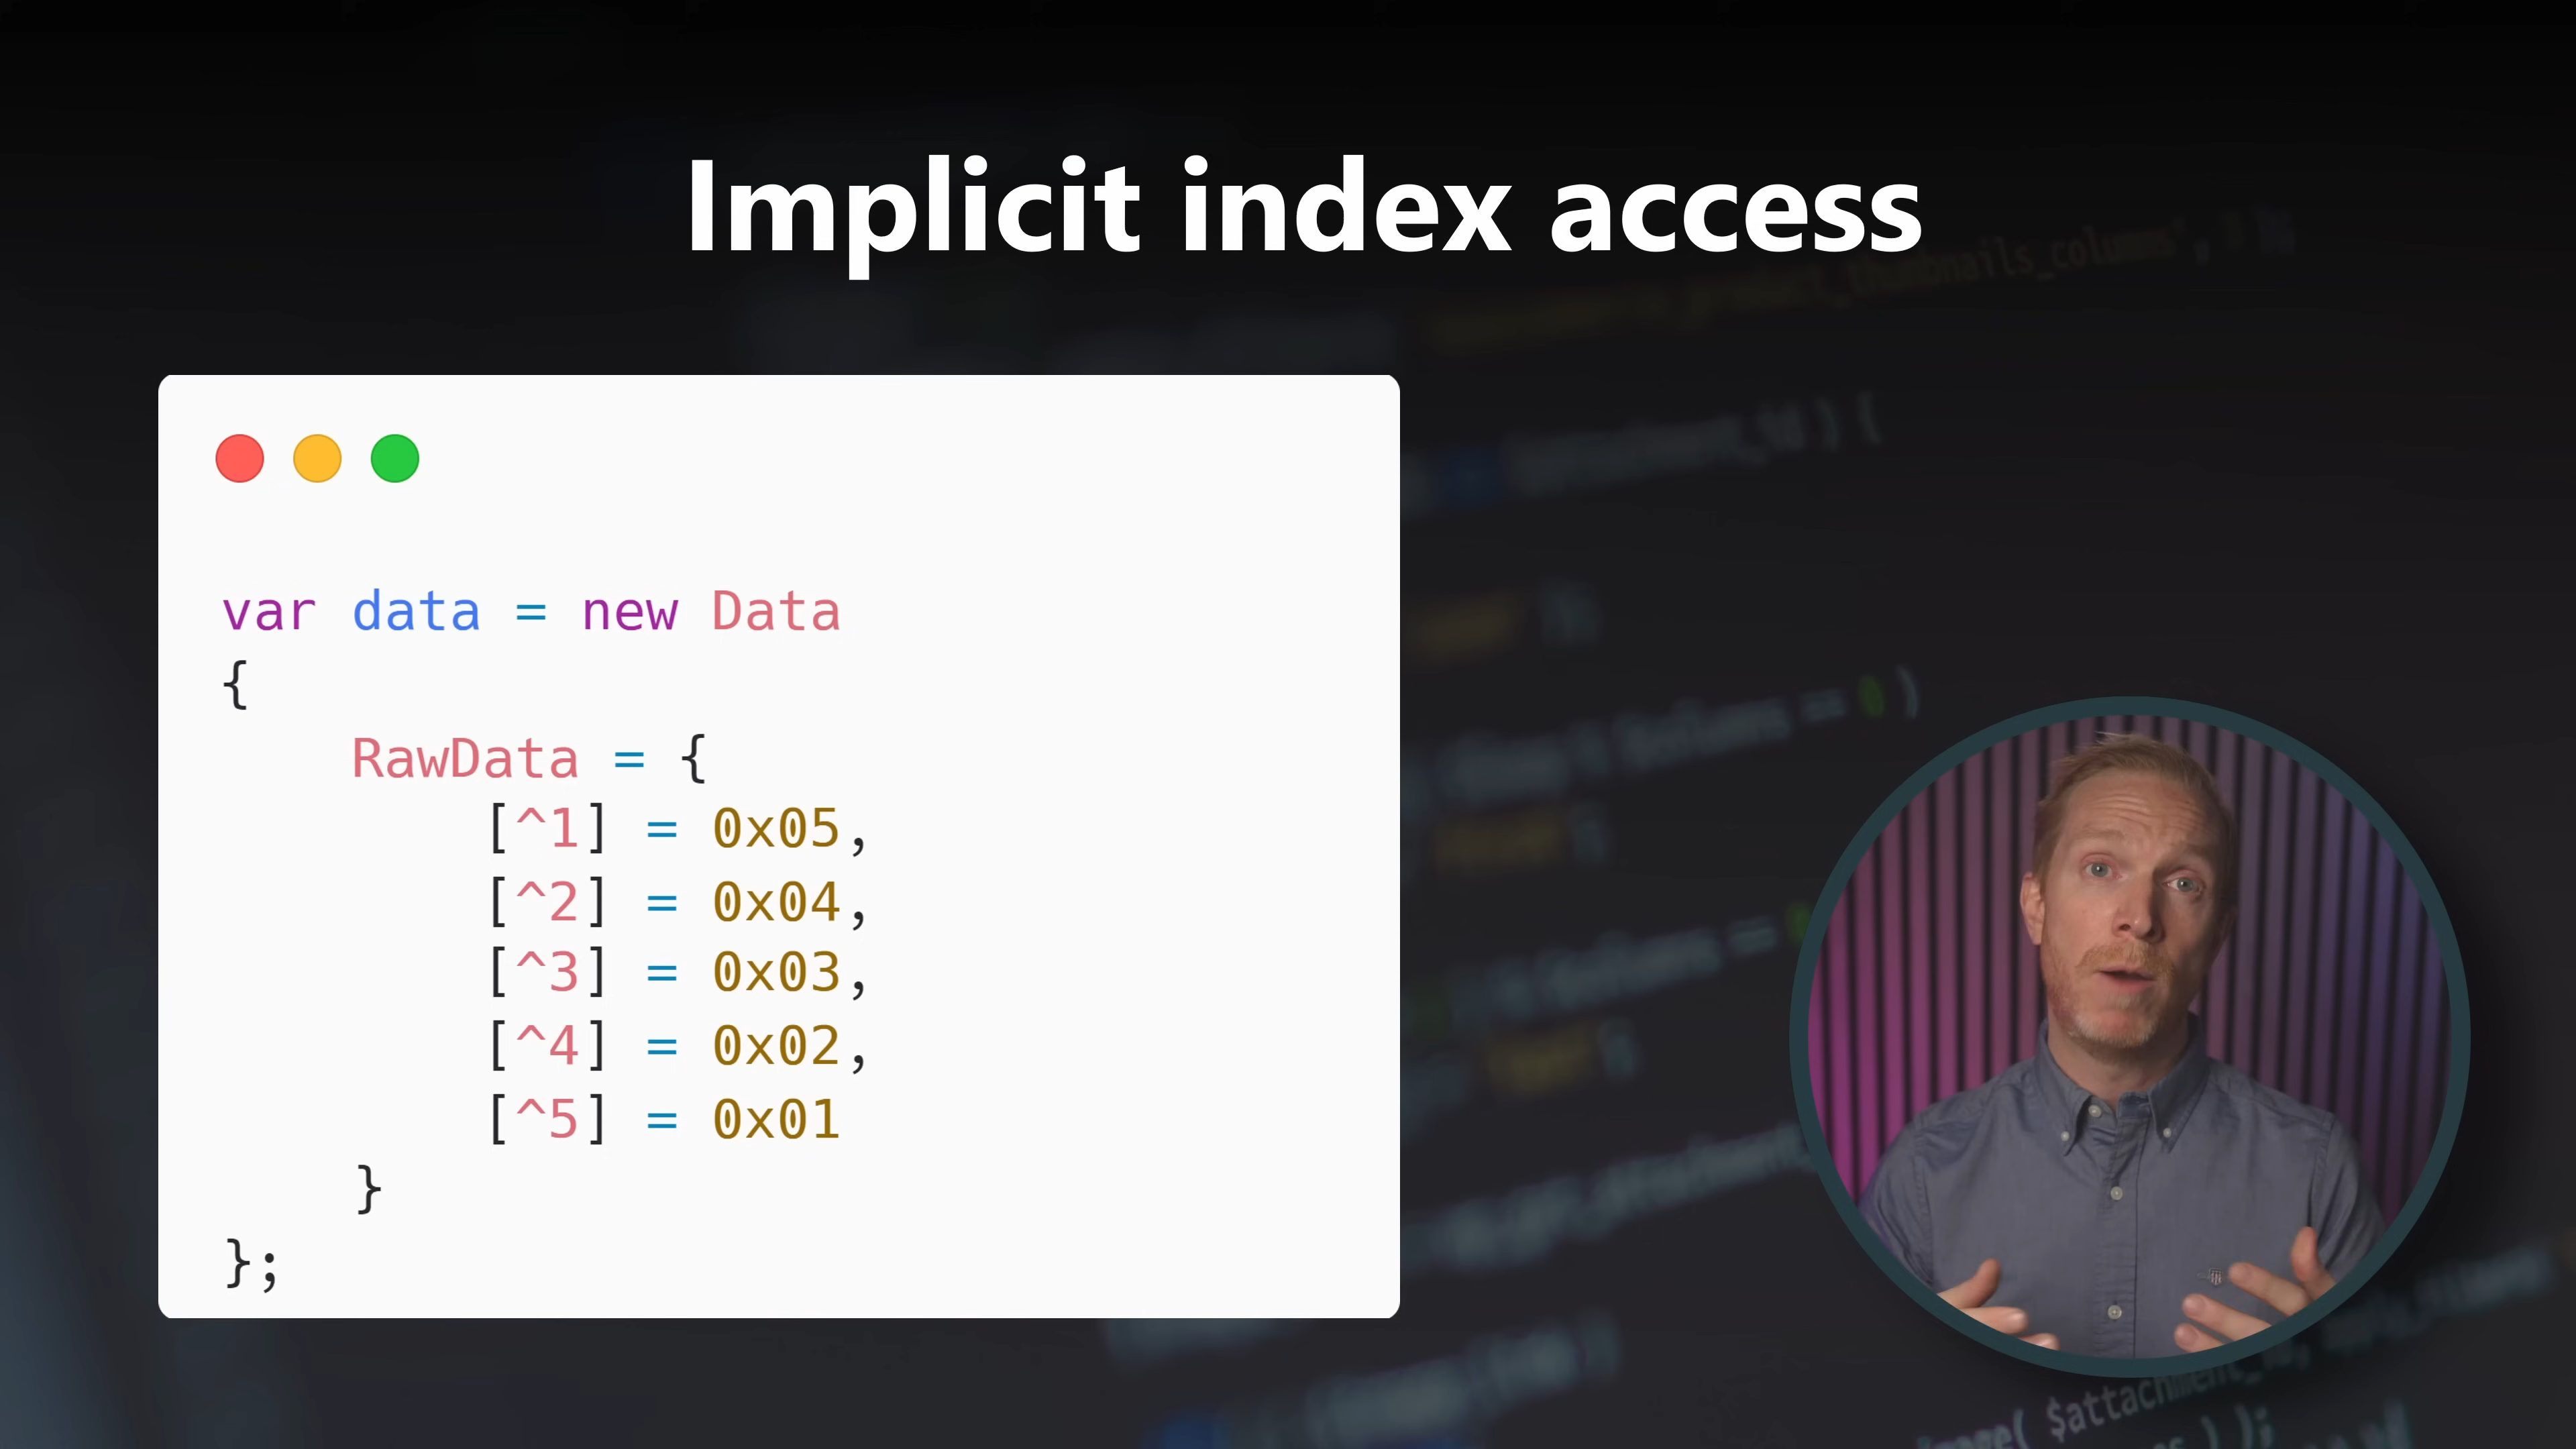 Implicit index access
var data = new Data
{
    RawData = {
        [^1] = 0x05,
        [^2] = 0x04,
        [^3] = 0x03,
        [^4] = 0x02,
        [^5] = 0x01
    }
};